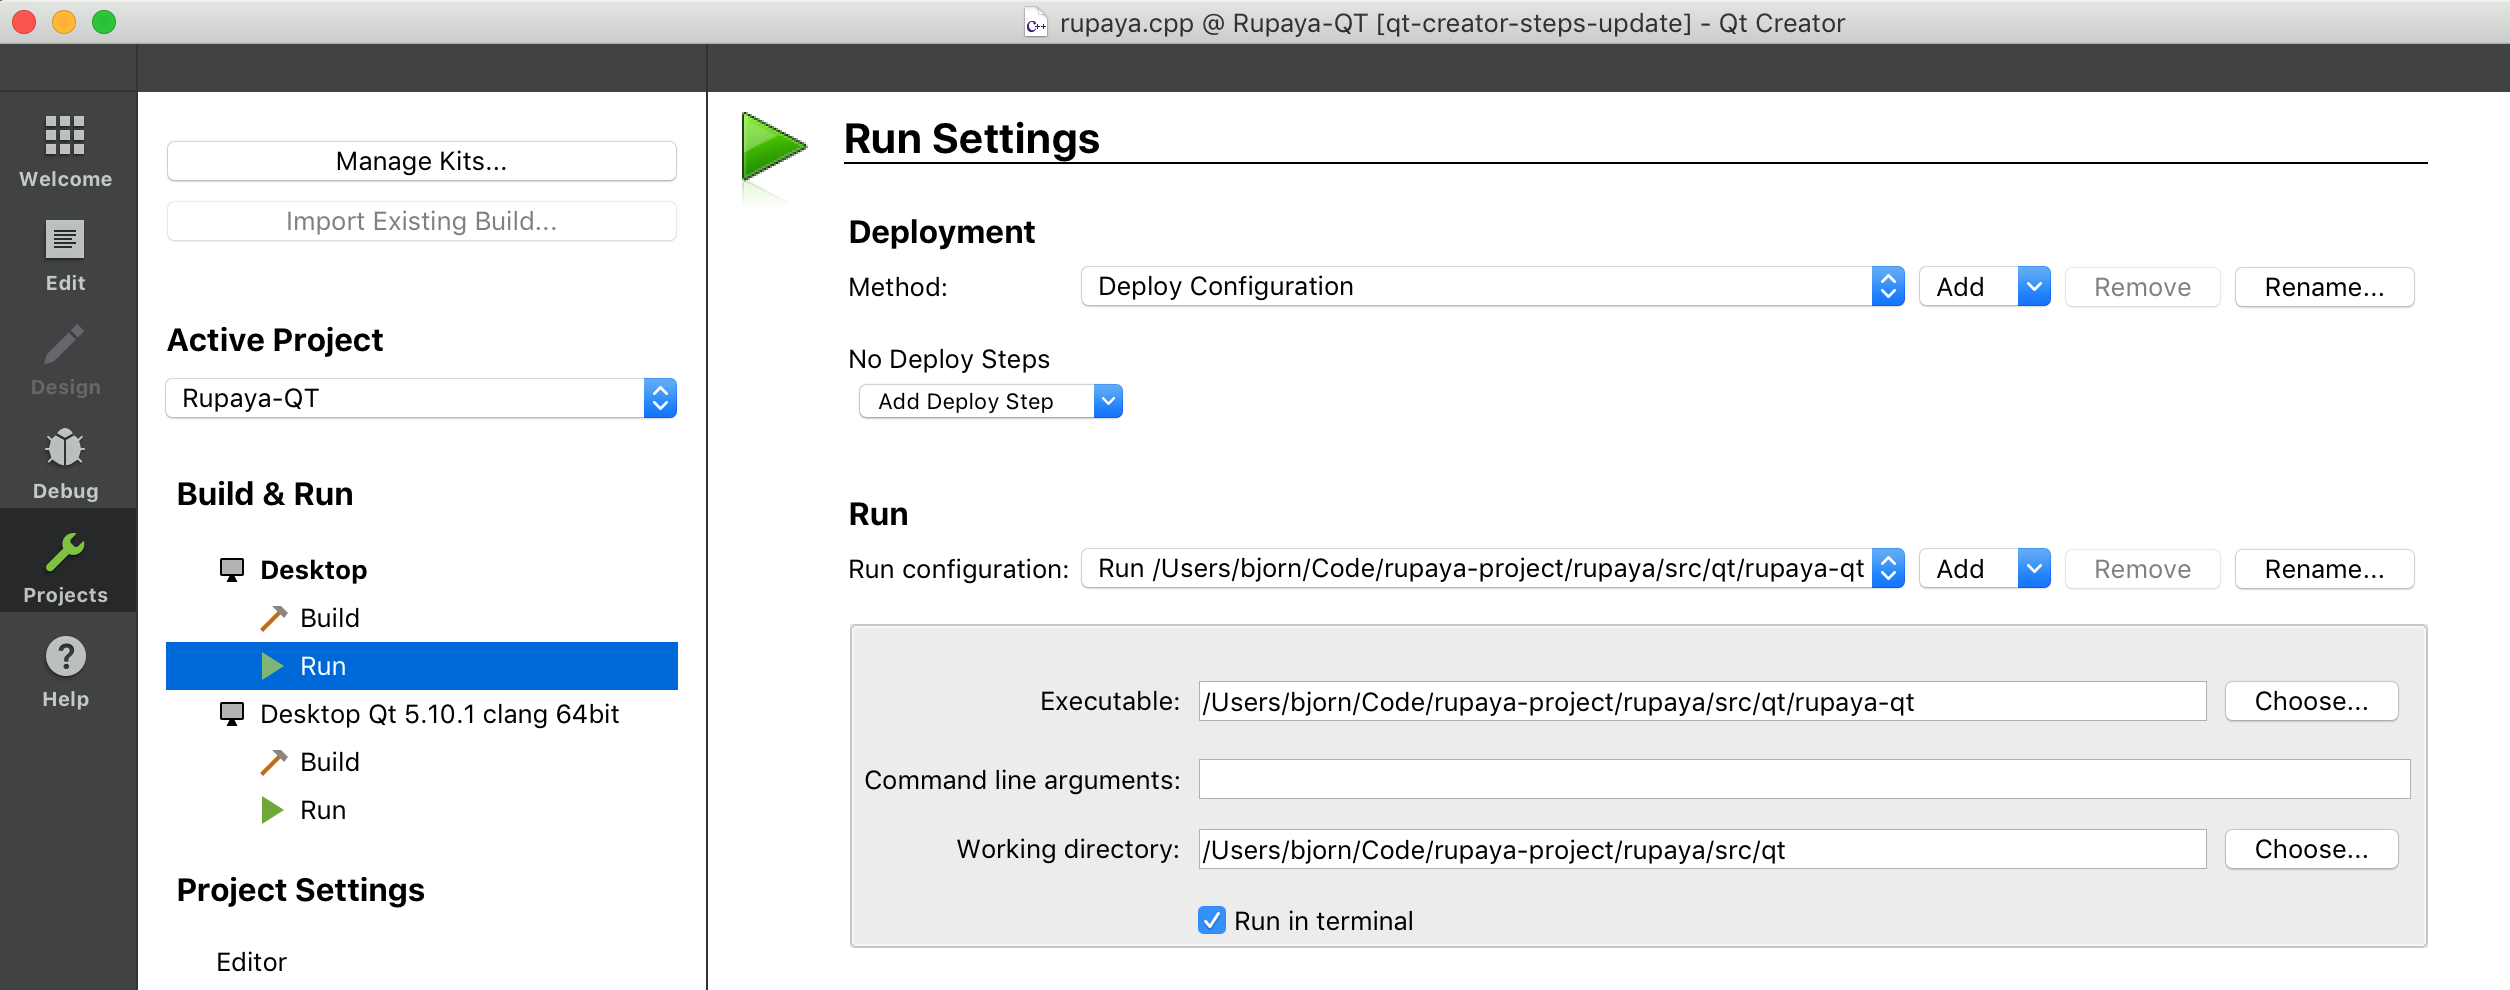 rupaya.cpp @ Rupaya-QT [qt-creator-steps-update] - Qt Creator
Welcome
Edit
Design
Debug
Projects
Help
Manage Kits...
Import Existing Build...
Active Project
Rupaya-QT
Build & Run
Desktop
Build
Run
Desktop Qt 5.10.1 clang 64bit
Build
Run
Project Settings
Editor
Run Settings
Deployment
Method: Deploy Configuration Add Remove Rename...
No Deploy Steps
Add Deploy Step
Run
Run configuration: Run /Users/bjorn/Code/rupaya-project/rupaya/src/qt/rupaya-qt Add Remove Rename...
Executable: /Users/bjorn/Code/rupaya-project/rupaya/src/qt/rupaya-qt Choose...
Command line arguments:
Working directory: /Users/bjorn/Code/rupaya-project/rupaya/src/qt Choose...
Run in terminal